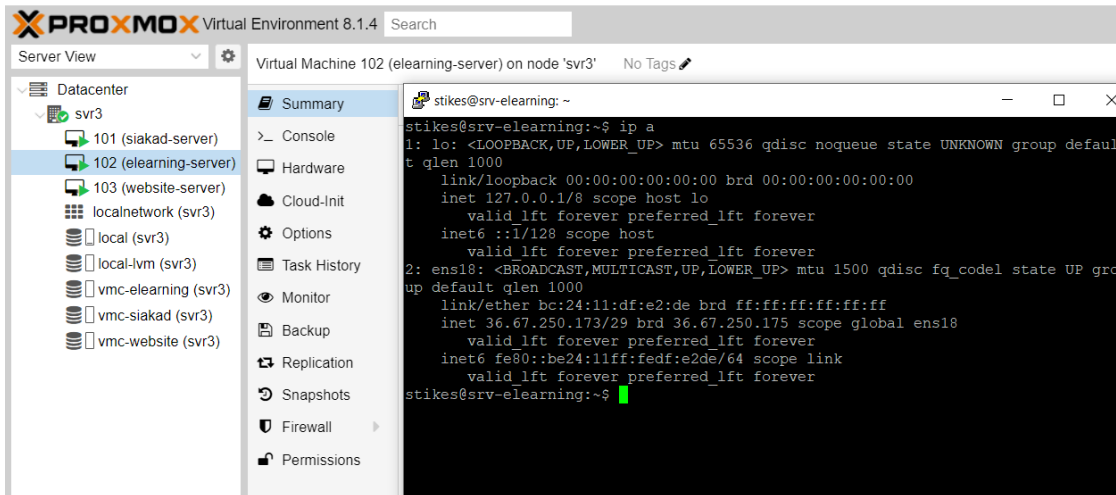 PROXMOX Virtual Environment 8.1.4 Search
Server View
Virtual Machine 102 (elearning-server) on node 'svr3' No Tags
Datacenter
svr3
101 (siakad-server)
102 (elearning-server)
103 (website-server)
localnetwork (svr3)
local (svr3)
local-lvm (svr3)
vmc-elearning (svr3)
vmc-siakad (svr3)
vmc-website (svr3)
Summary
>_ Console
Hardware
Cloud-Init
Options
Task History
Monitor
Backup
Replication
Snapshots
Firewall
Permissions
stikes@srv-elearning: ~
stikes@srv-elearning:~$ ip a
1: lo: <LOOPBACK,UP,LOWER_UP> mtu 65536 qdisc noqueue state UNKNOWN group defaul
t qlen 1000
link/loopback 00:00:00:00:00:00 brd 00:00:00:00:00:00
inet 127.0.0.1/8 scope host lo
valid_lft forever preferred_lft forever
inet6 ::1/128 scope host
valid_lft forever preferred_lft forever
2: ens18: <BROADCAST,MULTICAST,UP,LOWER_UP> mtu 1500 qdisc fq_codel state UP gro
up default qlen 1000
link/ether bc:24:11:df:e2:de brd ff:ff:ff:ff:ff:ff
inet 36.67.250.173/29 brd 36.67.250.175 scope global ens18
valid_lft forever preferred_lft forever
inet6 fe80::be24:11ff:fedf:e2de/64 scope link
valid_lft forever preferred_lft forever
stikes@srv-elearning:~$